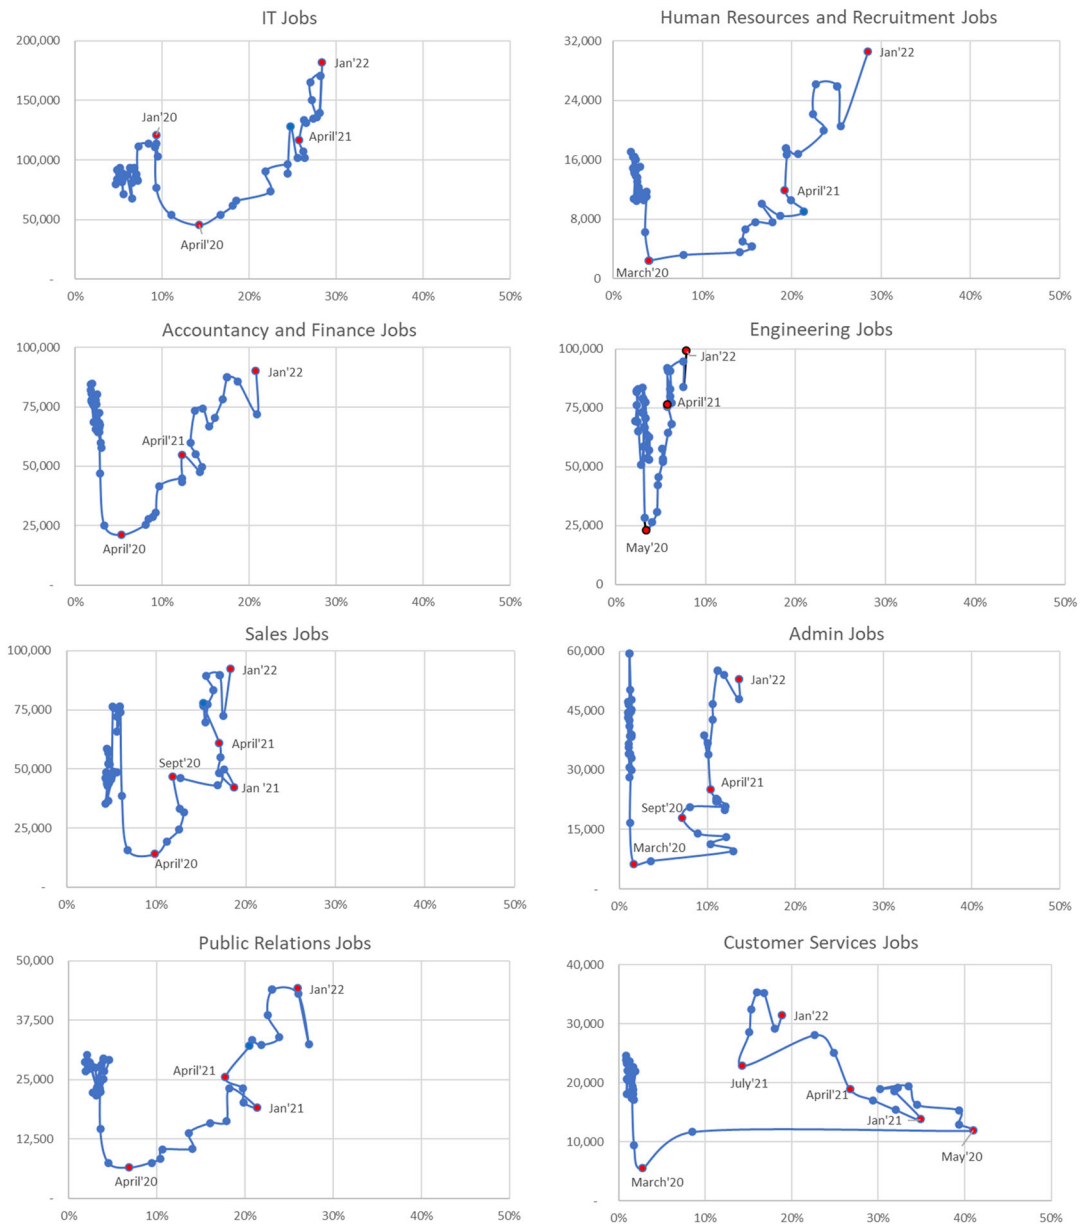 IT Jobs
200,000
150,000
100,000
50,000
-
0% 10% 20% 30% 40% 50%
Jan'20
April'20
April'21
Jan'22
Human Resources and Recruitment Jobs
32,000
24,000
16,000
8,000
0
0% 10% 20% 30% 40% 50%
March'20
April'21
Jan'22
Accountancy and Finance Jobs
100,000
75,000
50,000
25,000
-
0% 10% 20% 30% 40% 50%
April'20
April'21
Jan'22
Engineering Jobs
100,000
75,000
50,000
25,000
0
0% 10% 20% 30% 40% 50%
May'20
April'21
Jan'22
Sales Jobs
100,000
75,000
50,000
25,000
-
0% 10% 20% 30% 40% 50%
April'20
Sept'20
Jan '21
April'21
Jan'22
Admin Jobs
60,000
45,000
30,000
15,000
-
0% 10% 20% 30% 40% 50%
March'20
Sept'20
April'21
Jan'22
Public Relations Jobs
50,000
37,500
25,000
12,500
-
0% 10% 20% 30% 40% 50%
April'20
Jan'21
April'21
Jan'22
Customer Services Jobs
40,000
30,000
20,000
10,000
-
0% 10% 20% 30% 40% 50%
March'20
May'20
Jan'21
April'21
July'21
Jan'22